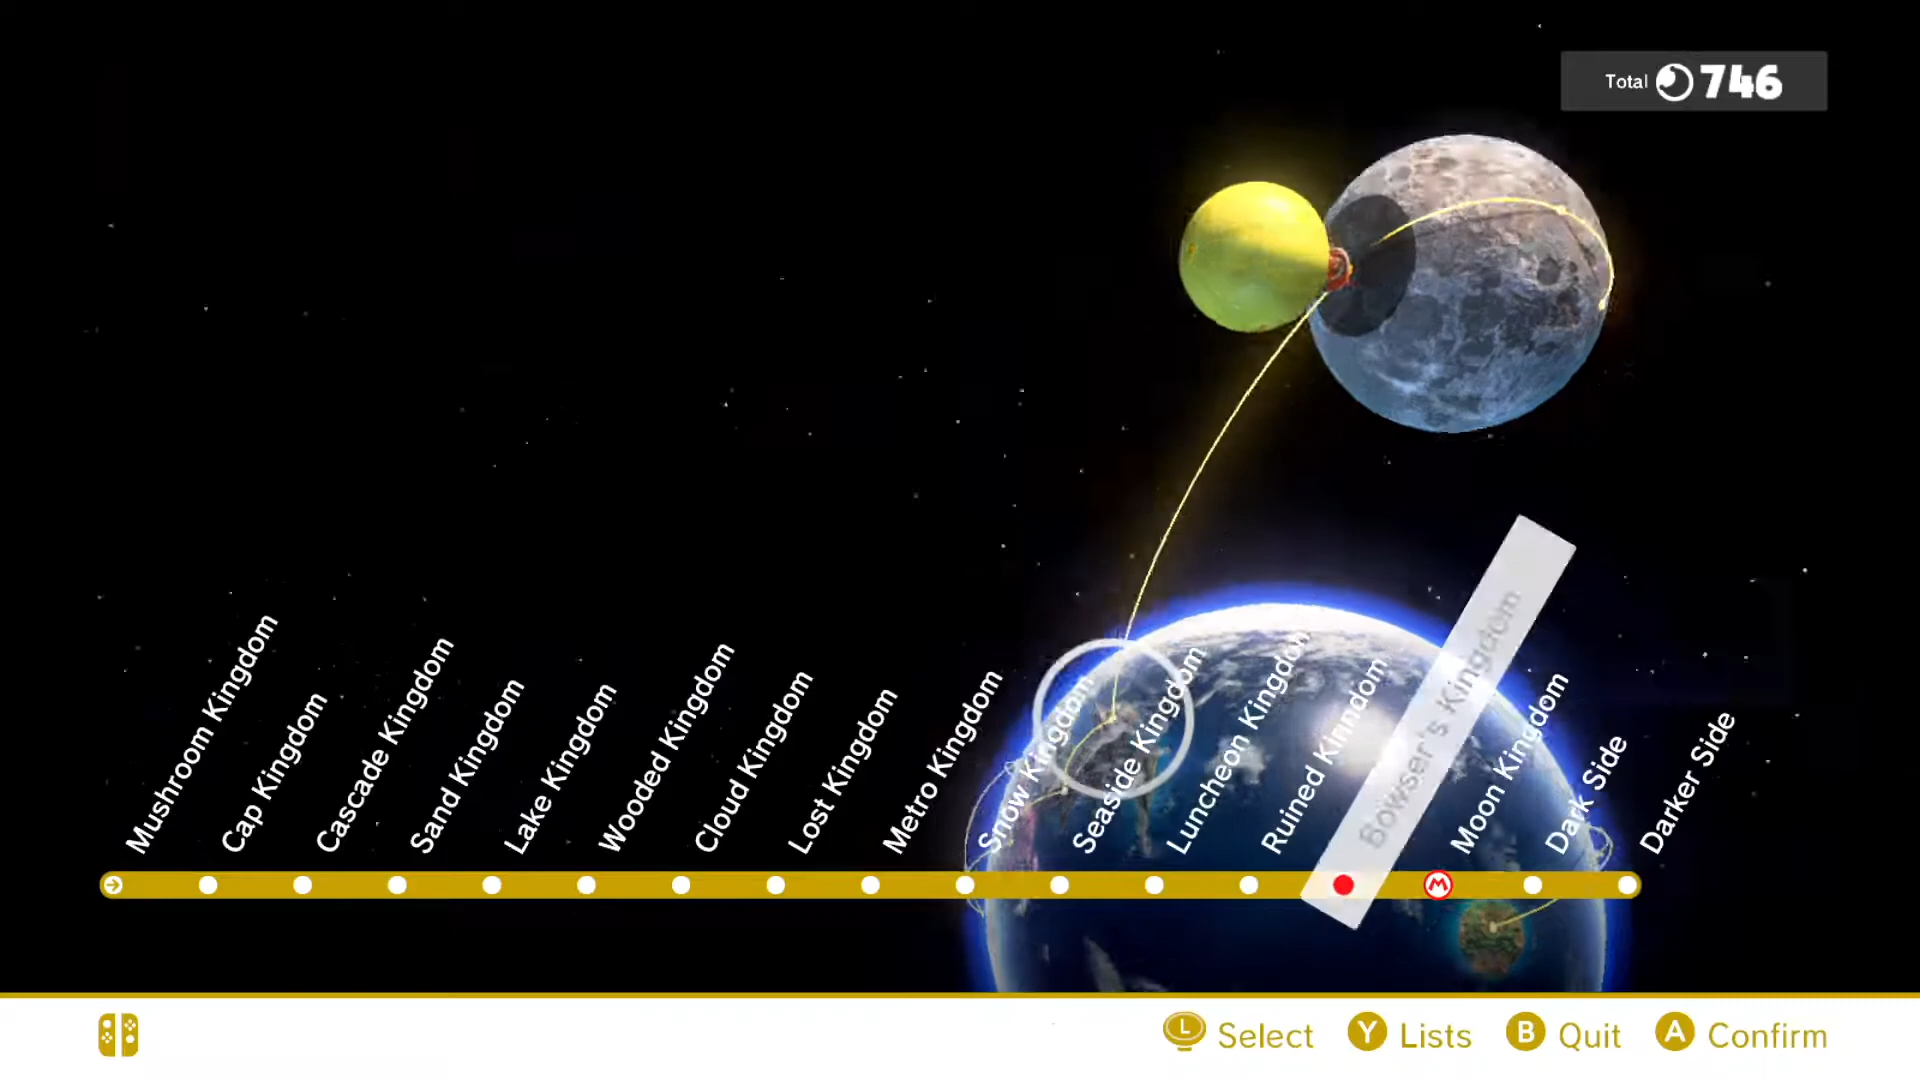 Total 746
Mushroom Kingdom
Cap Kingdom
Cascade Kingdom
Sand Kingdom
Lake Kingdom
Wooded Kingdom
Cloud Kingdom
Lost Kingdom
Metro Kingdom
Snow Kingdom
Seaside Kingdom
Luncheon Kingdom
Ruined Kingdom
Bowser's Kingdom
Moon Kingdom
Dark Side
Darker Side
L Select Y Lists B Quit A Confirm